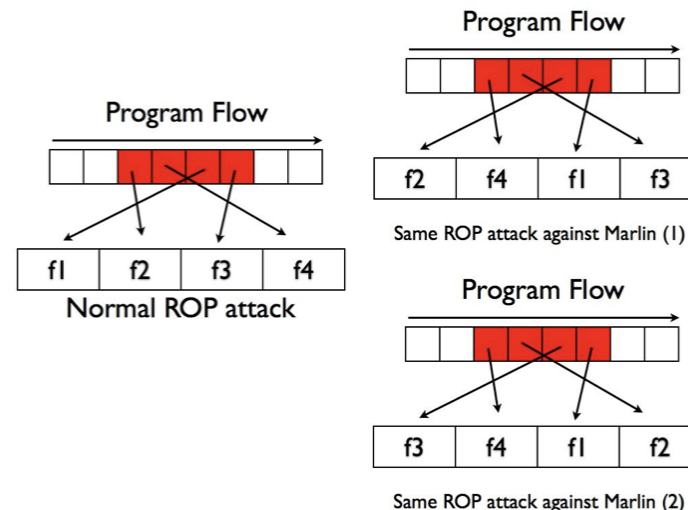 Program Flow
f1 f2 f3 f4
Normal ROP attack
Program Flow
f2 f4 f1 f3
Same ROP attack against Marlin (1)
Program Flow
f3 f4 f1 f2
Same ROP attack against Marlin (2)